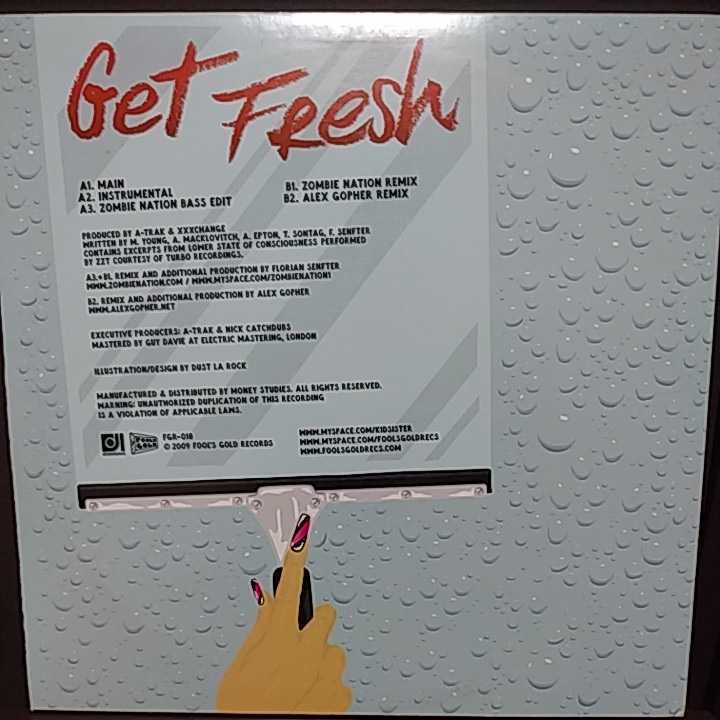 Get Fresh
A1. MAIN
A2. INSTRUMENTAL
A3. ZOMBIE NATION BASS EDIT
B1. ZOMBIE NATION REMIX
B2. ALEX GOPHER REMIX
PRODUCED BY A-TRAK & XXXCHANGE
WRITTEN BY M. YOUNG, A. MACKLOVITCH, A. EPTON, T. SONTAG, F. SENFTER
CONTAINS EXCERPTS FROM LOWER STATE OF CONSCIOUSNESS PERFORMED
BY ZZT COURTESY OF TURBO RECORDINGS.
A3.+B1. REMIX AND ADDITIONAL PRODUCTION BY FLORIAN SENFTER
WWW.ZOMBIENATION.COM / WWW.MYSPACE.COM/ZOMBIENATION1
B2. REMIX AND ADDITIONAL PRODUCTION BY ALEX GOPHER
WWW.ALEXGOPHER.NET
EXECUTIVE PRODUCERS: A-TRAK & NICK CATCHDUBS
MASTERED BY GUY DAVIE AT ELECTRIC MASTERING, LONDON
ILLUSTRATION/DESIGN BY DUST LA ROCK
MANUFACTURED & DISTRIBUTED BY MONEY STUDIES. ALL RIGHTS RESERVED.
WARNING: UNAUTHORIZED DUPLICATION OF THIS RECORDING
IS A VIOLATION OF APPLICABLE LAWS.
FOOL'S
GOLD
FGR-018
© 2009 FOOL'S GOLD RECORDS
WWW.MYSPACE.COM/KIDSISTER
WWW.MYSPACE.COM/FOOLSGOLDRECS
WWW.FOOLSGOLDRECS.COM